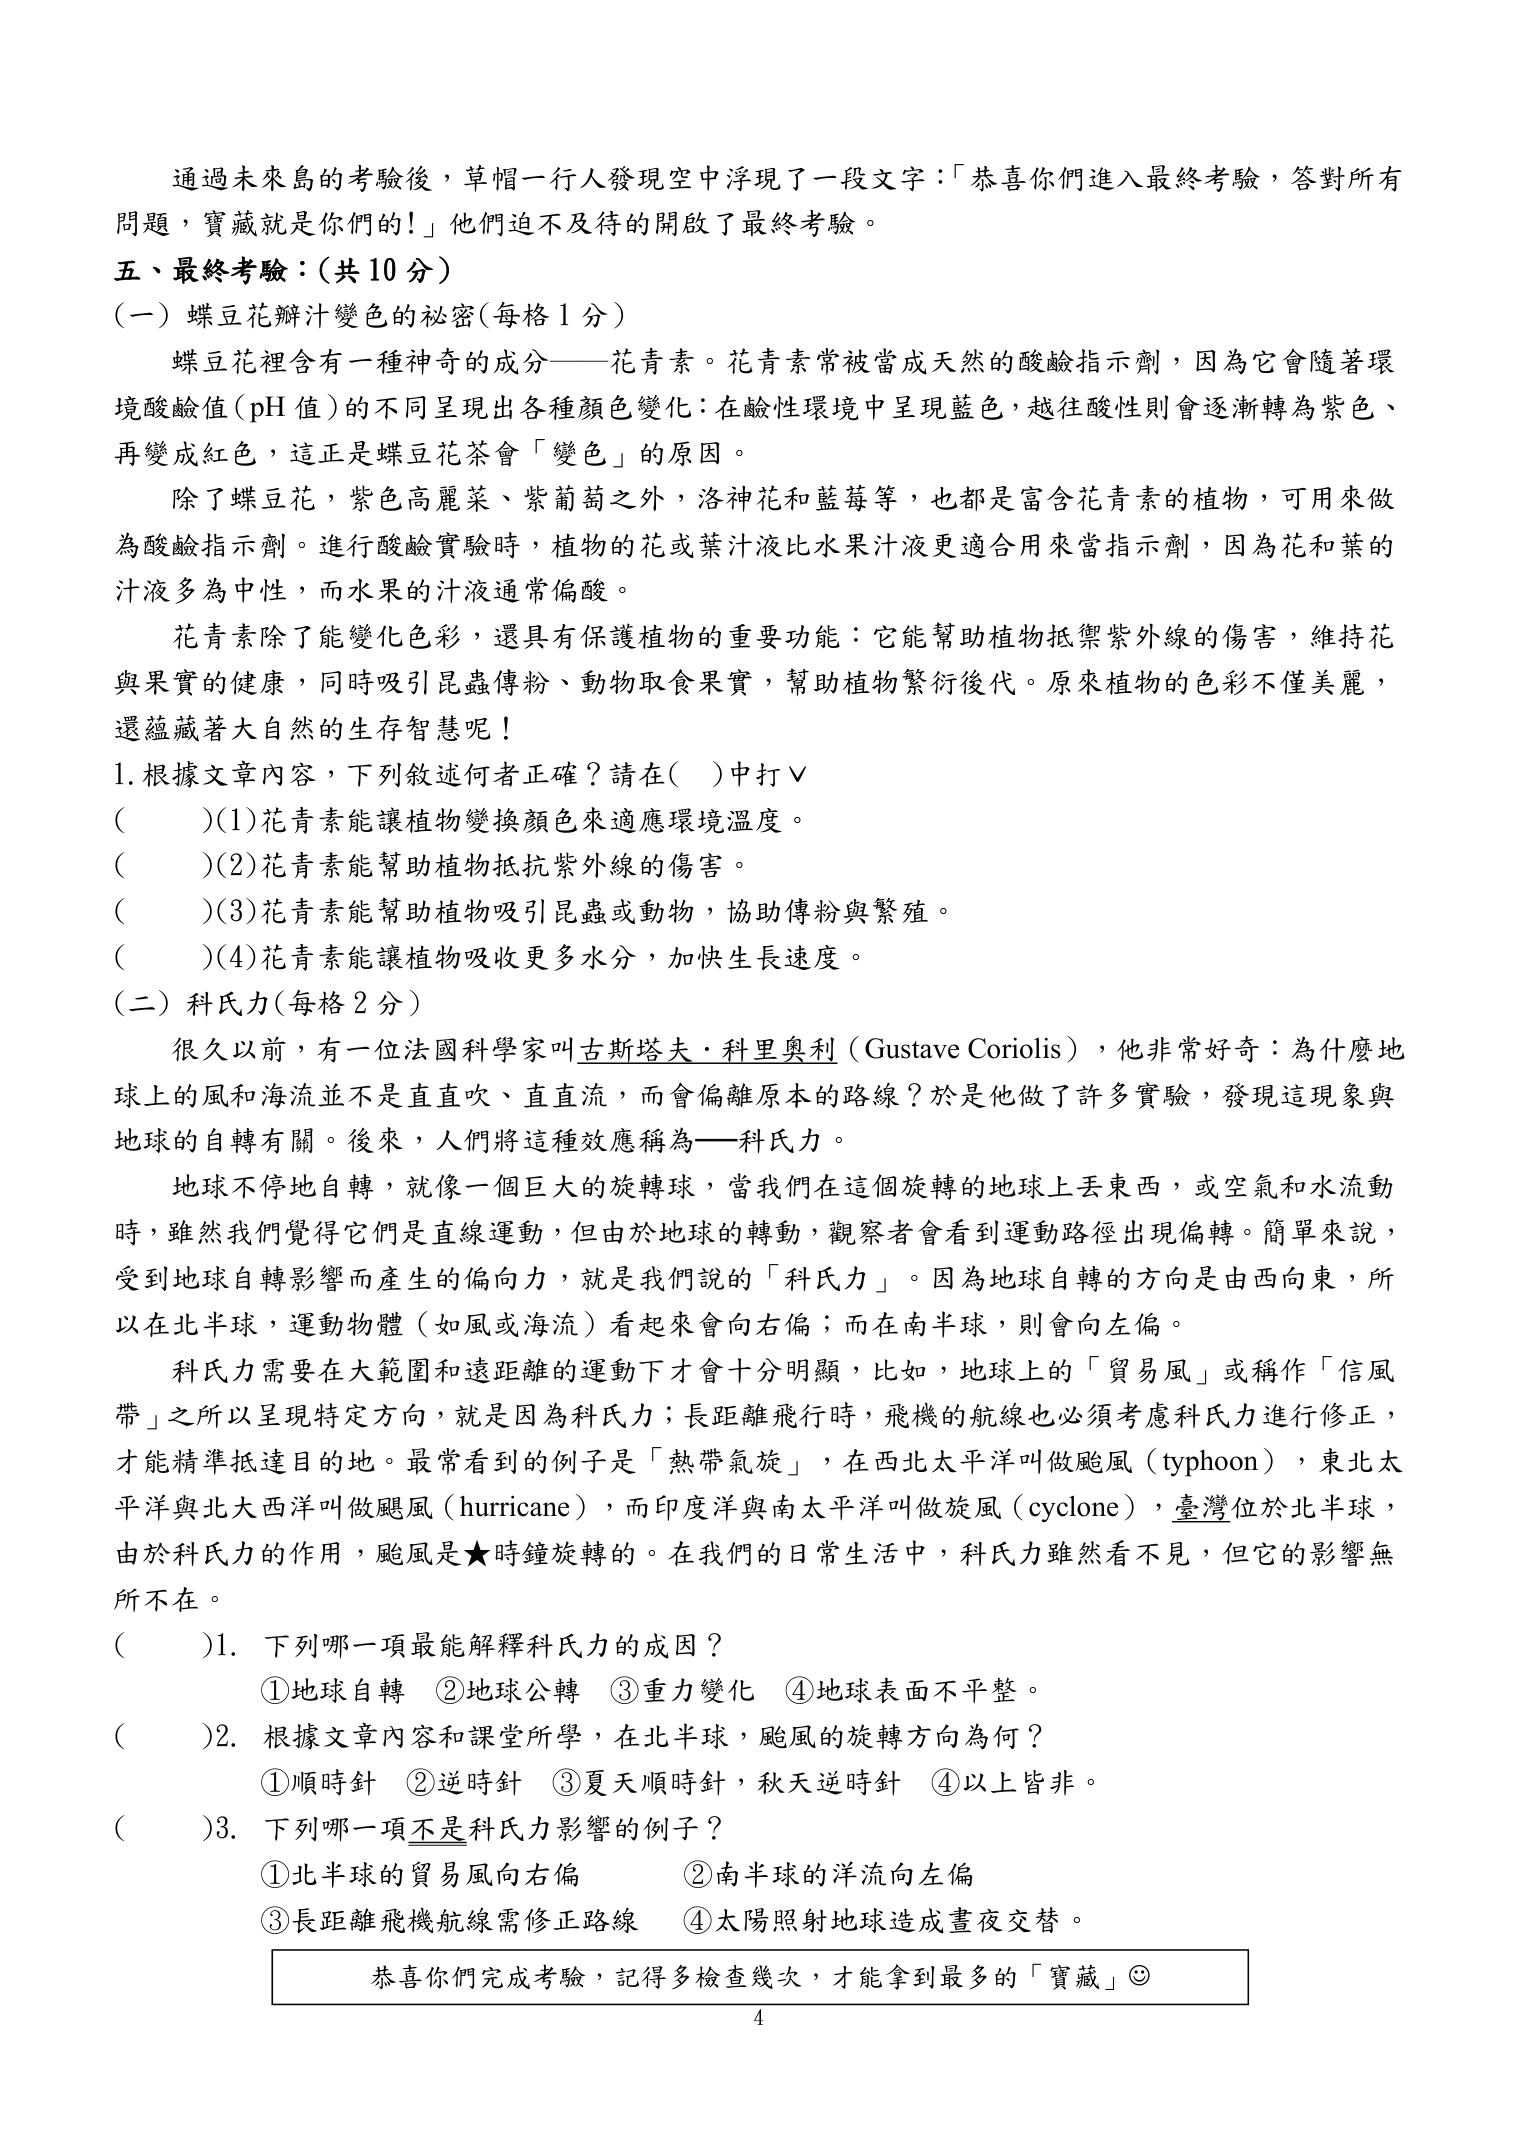 通過未來島的考驗後，草帽一行人發現空中浮現了一段文字：「恭喜你們進入最終考驗，答對所有
問題，寶藏就是你們的！」他們迫不及待的開啟了最終考驗。
五、最終考驗：(共 10 分)
(一) 蝶豆花瓣汁變色的祕密(每格 1 分)
蝶豆花裡含有一種神奇的成分——花青素。花青素常被當成天然的酸鹼指示劑，因為它會隨著環
境酸鹼值（pH 值）的不同呈現出各種顏色變化：在鹼性環境中呈現藍色，越往酸性則會逐漸轉為紫色、
再變成紅色，這正是蝶豆花茶會「變色」的原因。
除了蝶豆花，紫色高麗菜、紫葡萄之外，洛神花和藍莓等，也都是富含花青素的植物，可用來做
為酸鹼指示劑。進行酸鹼實驗時，植物的花或葉汁液比水果汁液更適合用來當指示劑，因為花和葉的
汁液多為中性，而水果的汁液通常偏酸。
花青素除了能變化色彩，還具有保護植物的重要功能：它能幫助植物抵禦紫外線的傷害，維持花
與果實的健康，同時吸引昆蟲傳粉、動物取食果實，幫助植物繁衍後代。原來植物的色彩不僅美麗，
還蘊藏著大自然的生存智慧呢！
1.根據文章內容，下列敘述何者正確？請在(　)中打∨
(　　)(1)花青素能讓植物變換顏色來適應環境溫度。
(　　)(2)花青素能幫助植物抵抗紫外線的傷害。
(　　)(3)花青素能幫助植物吸引昆蟲或動物，協助傳粉與繁殖。
(　　)(4)花青素能讓植物吸收更多水分，加快生長速度。
(二) 科氏力(每格 2 分)
很久以前，有一位法國科學家叫古斯塔夫．科里奧利（Gustave Coriolis），他非常好奇：為什麼地
球上的風和海流並不是直直吹、直直流，而會偏離原本的路線？於是他做了許多實驗，發現這現象與
地球的自轉有關。後來，人們將這種效應稱為──科氏力。
地球不停地自轉，就像一個巨大的旋轉球，當我們在這個旋轉的地球上丟東西，或空氣和水流動
時，雖然我們覺得它們是直線運動，但由於地球的轉動，觀察者會看到運動路徑出現偏轉。簡單來說，
受到地球自轉影響而產生的偏向力，就是我們說的「科氏力」。因為地球自轉的方向是由西向東，所
以在北半球，運動物體（如風或海流）看起來會向右偏；而在南半球，則會向左偏。
科氏力需要在大範圍和遠距離的運動下才會十分明顯，比如，地球上的「貿易風」或稱作「信風
帶」之所以呈現特定方向，就是因為科氏力；長距離飛行時，飛機的航線也必須考慮科氏力進行修正，
才能精準抵達目的地。最常看到的例子是「熱帶氣旋」，在西北太平洋叫做颱風（typhoon），東北太
平洋與北大西洋叫做颶風（hurricane），而印度洋與南太平洋叫做旋風（cyclone），臺灣位於北半球，
由於科氏力的作用，颱風是★時鐘旋轉的。在我們的日常生活中，科氏力雖然看不見，但它的影響無
所不在。
(　　)1. 下列哪一項最能解釋科氏力的成因？
①地球自轉　②地球公轉　③重力變化　④地球表面不平整。
(　　)2. 根據文章內容和課堂所學，在北半球，颱風的旋轉方向為何？
①順時針　②逆時針　③夏天順時針，秋天逆時針　④以上皆非。
(　　)3. 下列哪一項不是科氏力影響的例子？
①北半球的貿易風向右偏　　　②南半球的洋流向左偏
③長距離飛機航線需修正路線　④太陽照射地球造成晝夜交替。
恭喜你們完成考驗，記得多檢查幾次，才能拿到最多的「寶藏」☺
4